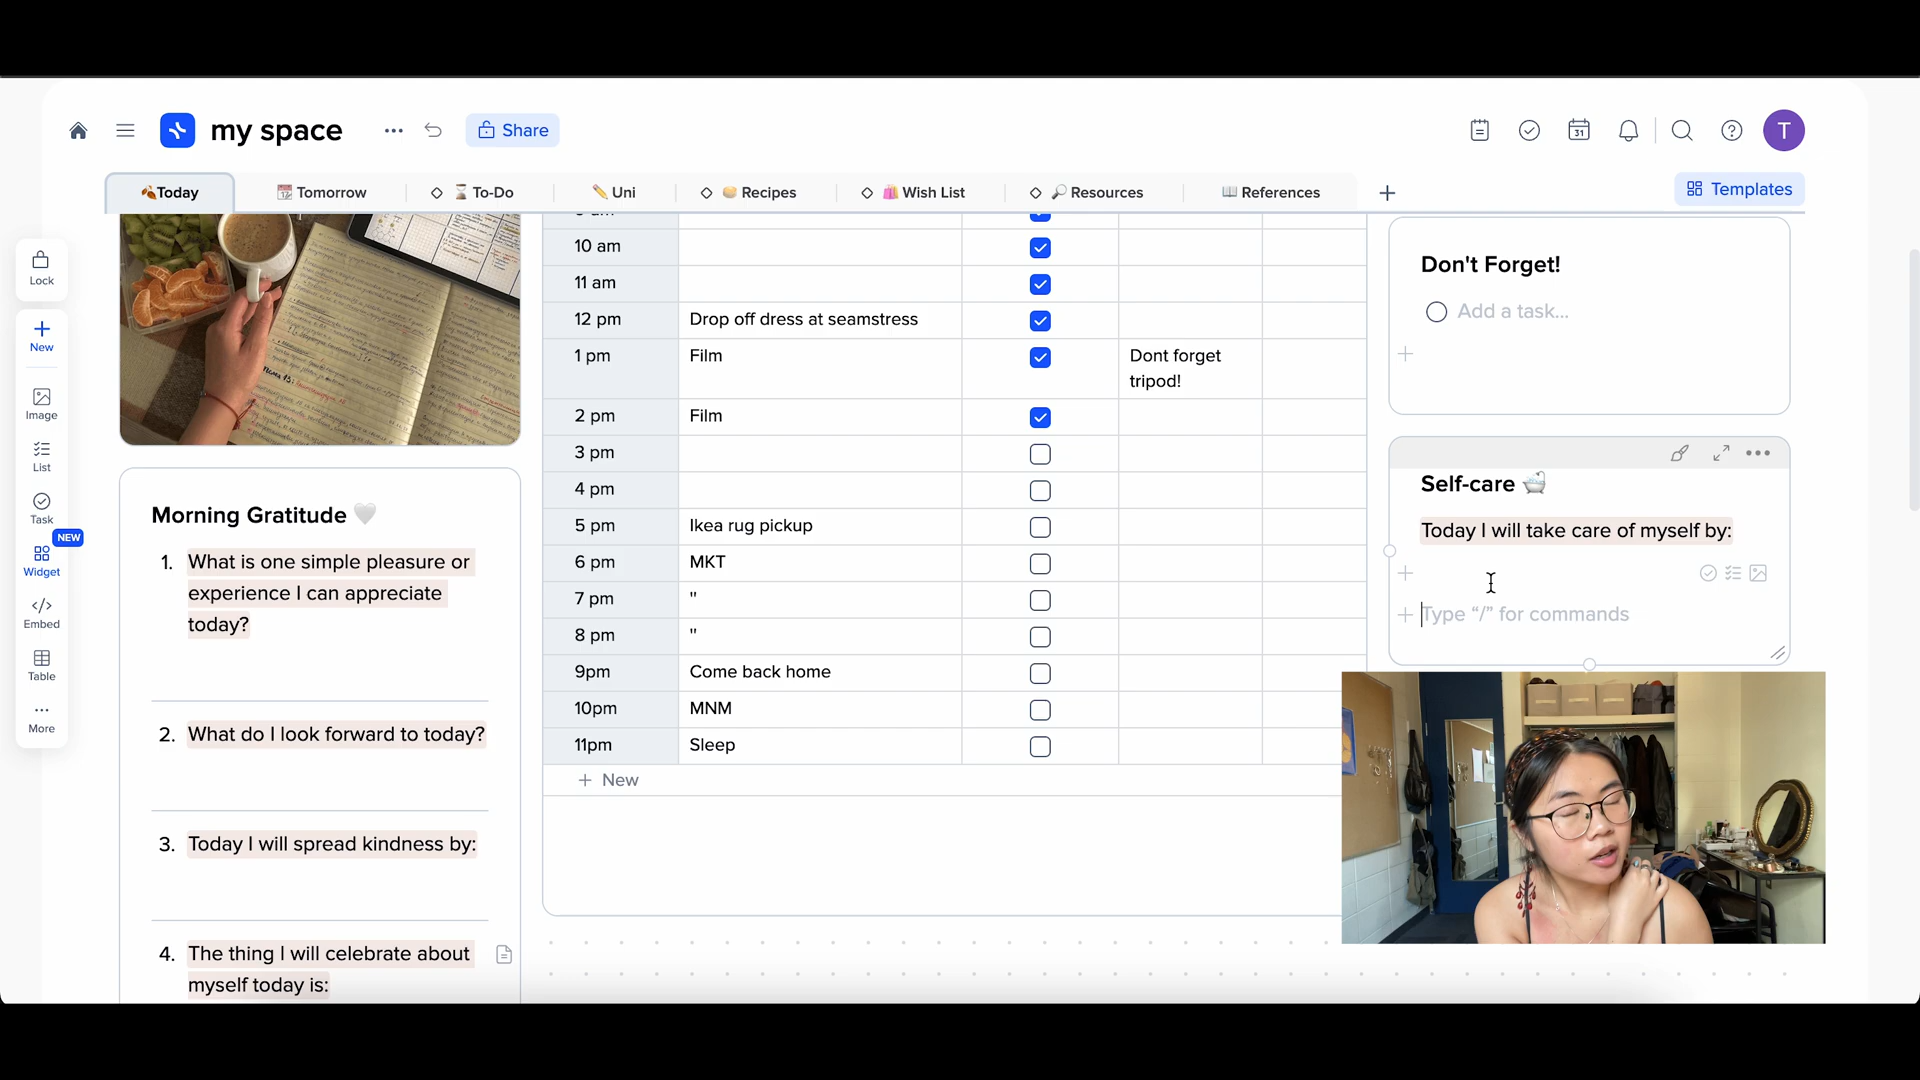 my space
Share
T
31
🍂Today
📆 Tomorrow
⏳ To-Do
✏️ Uni
🥞 Recipes
🛍️ Wish List
🔎 Resources
📖 References
Templates
Lock
New
Image
List
Task
NEW
Widget
Embed
Table
More
Morning Gratitude 🤍
1. What is one simple pleasure or
experience I can appreciate
today?
2. What do I look forward to today?
3. Today I will spread kindness by:
4. The thing I will celebrate about
myself today is:
10 am
11 am
12 pm Drop off dress at seamstress
1 pm Film Dont forget
tripod!
2 pm Film
3 pm
4 pm
5 pm Ikea rug pickup
6 pm MKT
7 pm "
8 pm "
9pm Come back home
10pm MNM
11pm Sleep
+ New
Don't Forget!
Add a task...
Self-care 🛀
Today I will take care of myself by:
Type “/” for commands